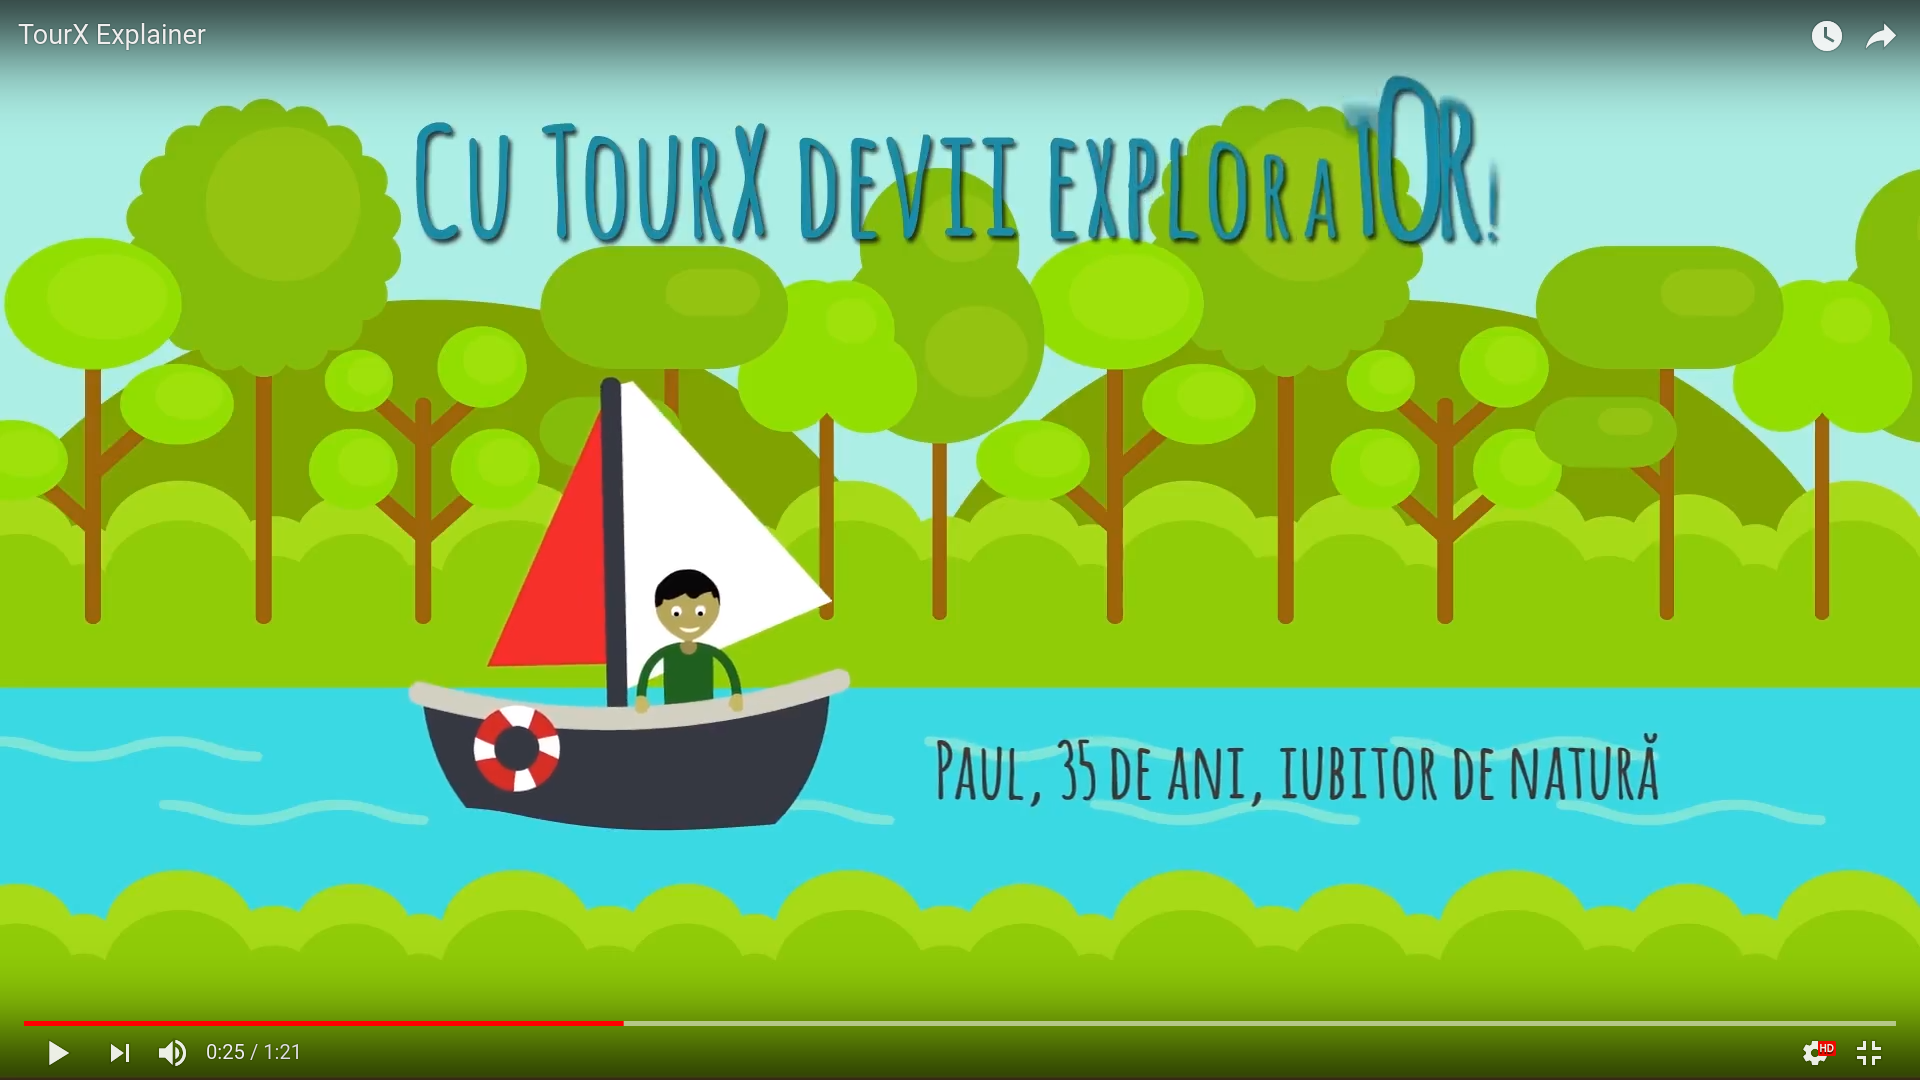 TourX Explainer
Cu TourX devii explorator!
Paul, 35 de ani, iubitor de natură
0:25 / 1:21
HD